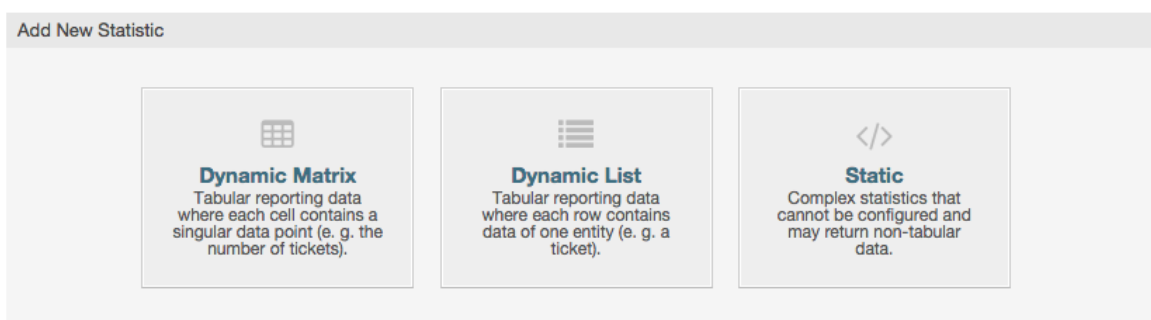 Add New Statistic
Dynamic Matrix
Tabular reporting data
where each cell contains a
singular data point (e. g. the
number of tickets).
Dynamic List
Tabular reporting data
where each row contains
data of one entity (e. g. a
ticket).
Static
Complex statistics that
cannot be configured and
may return non-tabular
data.